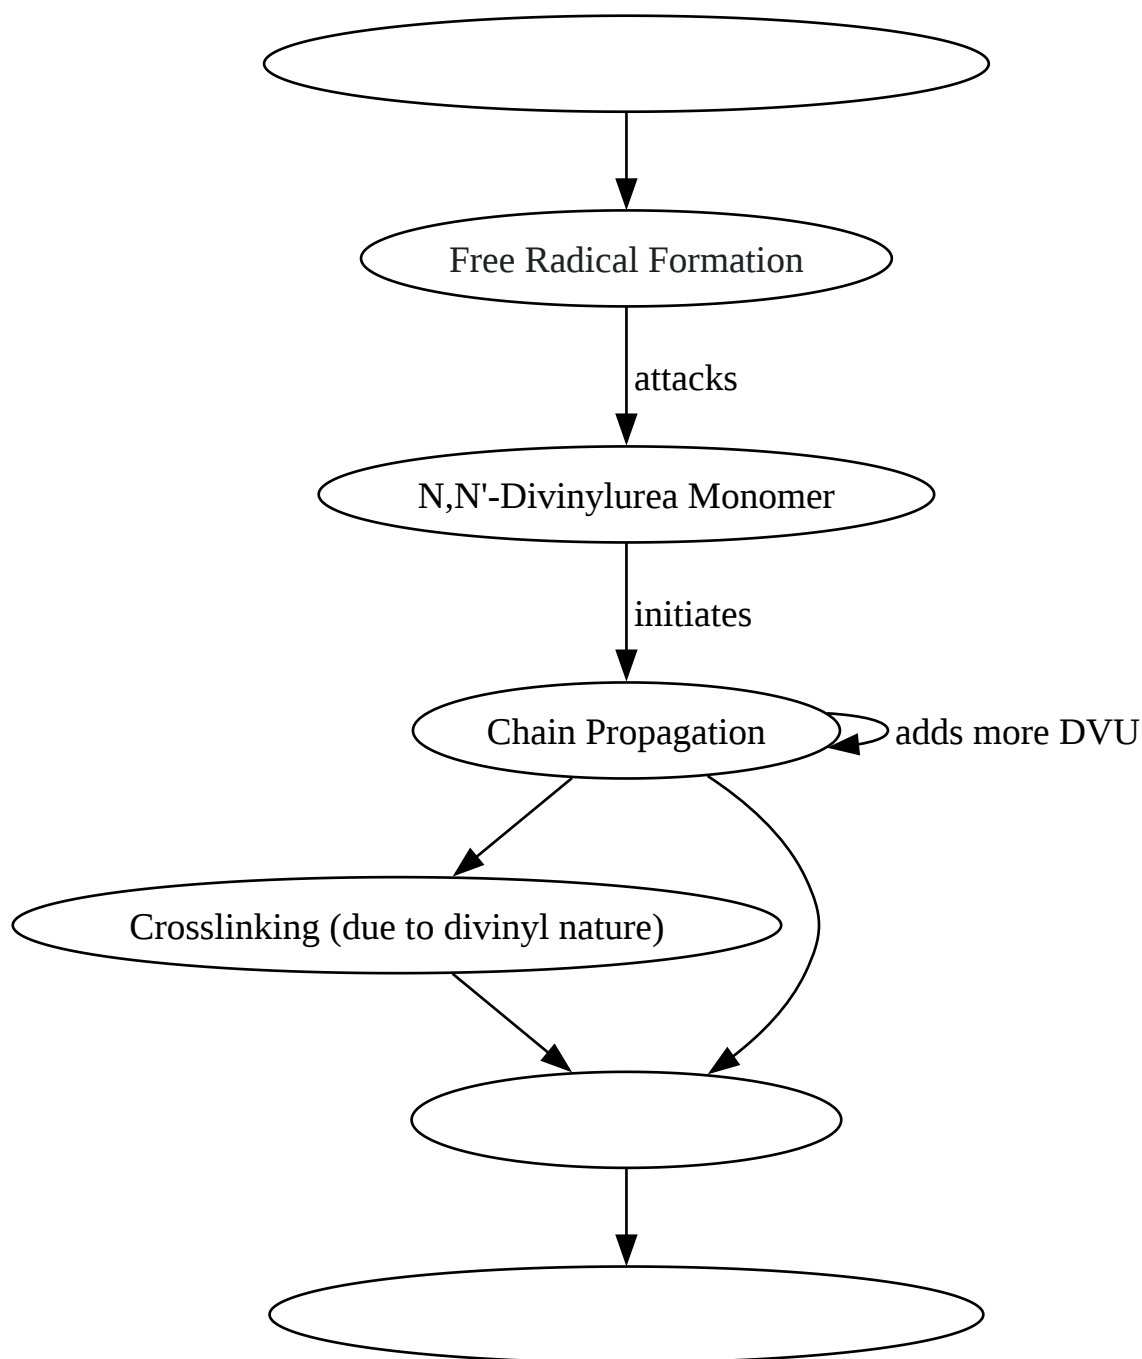 Free Radical Formation
attacks
N,N'-Divinylurea Monomer
initiates
Chain Propagation
adds more DVU
Crosslinking (due to divinyl nature)